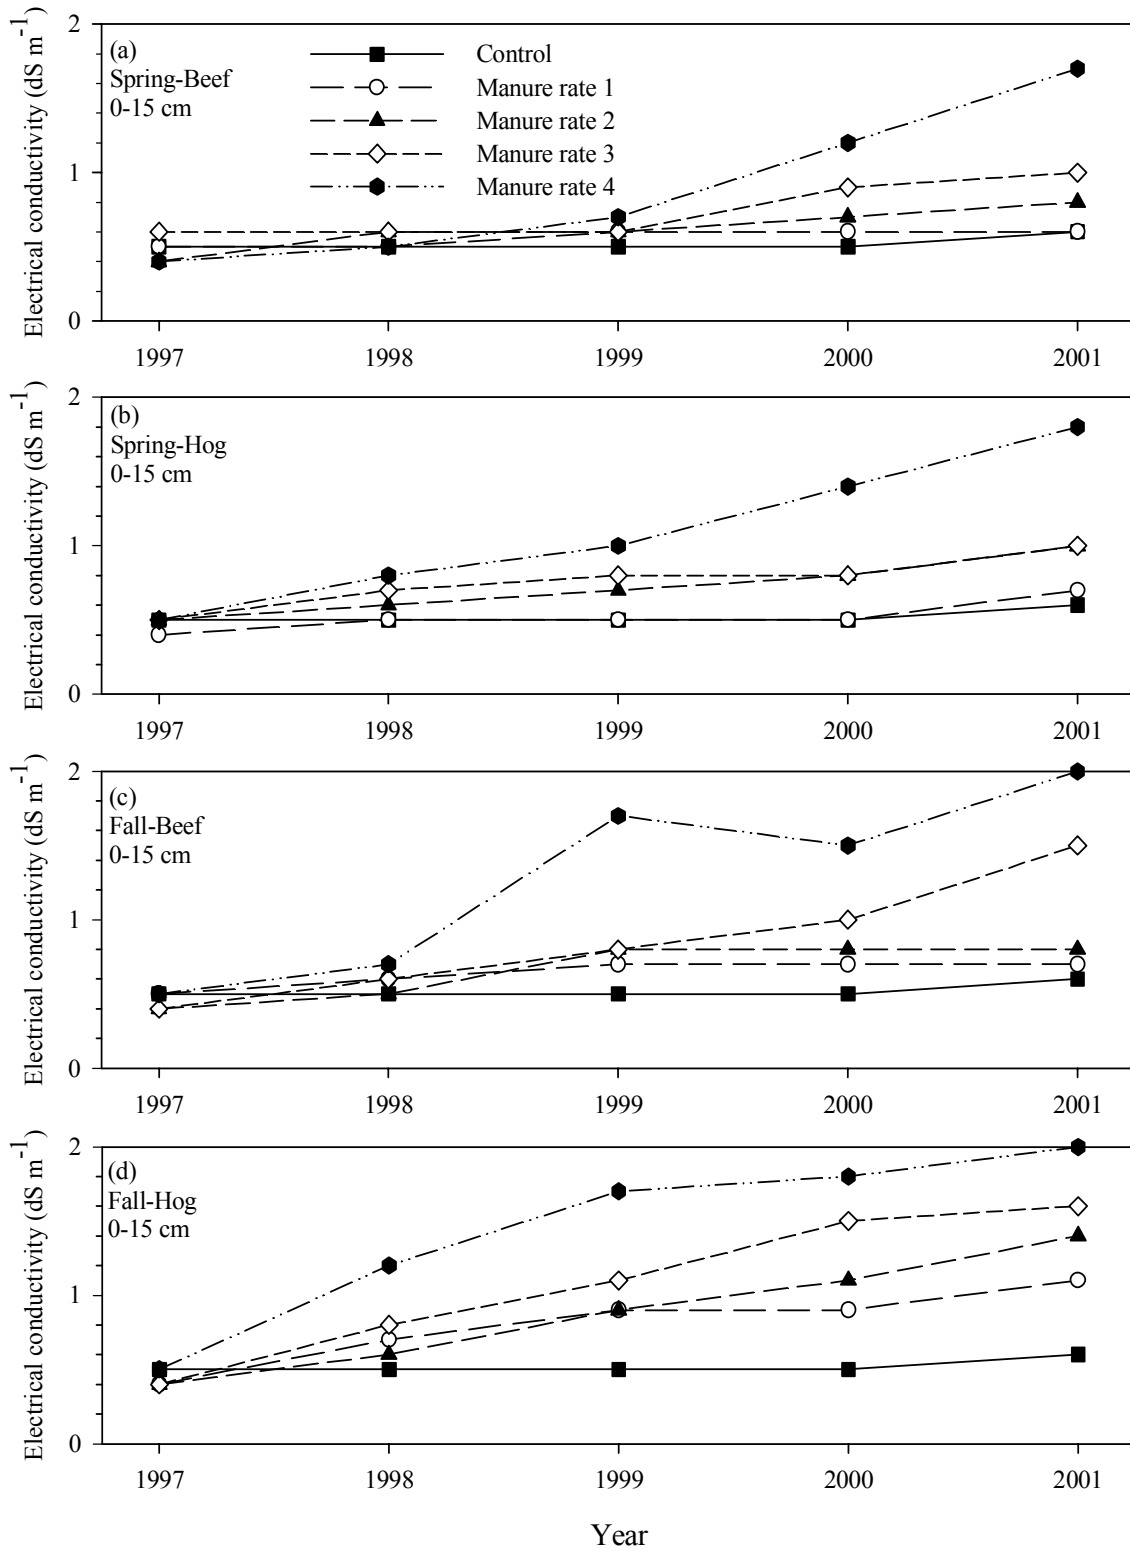 Electrical conductivity (dS m-1)
2
1
0
(a)
Spring-Beef
0-15 cm
Control
Manure rate 1
Manure rate 2
Manure rate 3
Manure rate 4
1997 1998 1999 2000 2001
Electrical conductivity (dS m-1)
2
1
0
(b)
Spring-Hog
0-15 cm
1997 1998 1999 2000 2001
Electrical conductivity (dS m-1)
2
1
0
(c)
Fall-Beef
0-15 cm
1997 1998 1999 2000 2001
Electrical conductivity (dS m-1)
2
1
0
(d)
Fall-Hog
0-15 cm
1997 1998 1999 2000 2001
Year